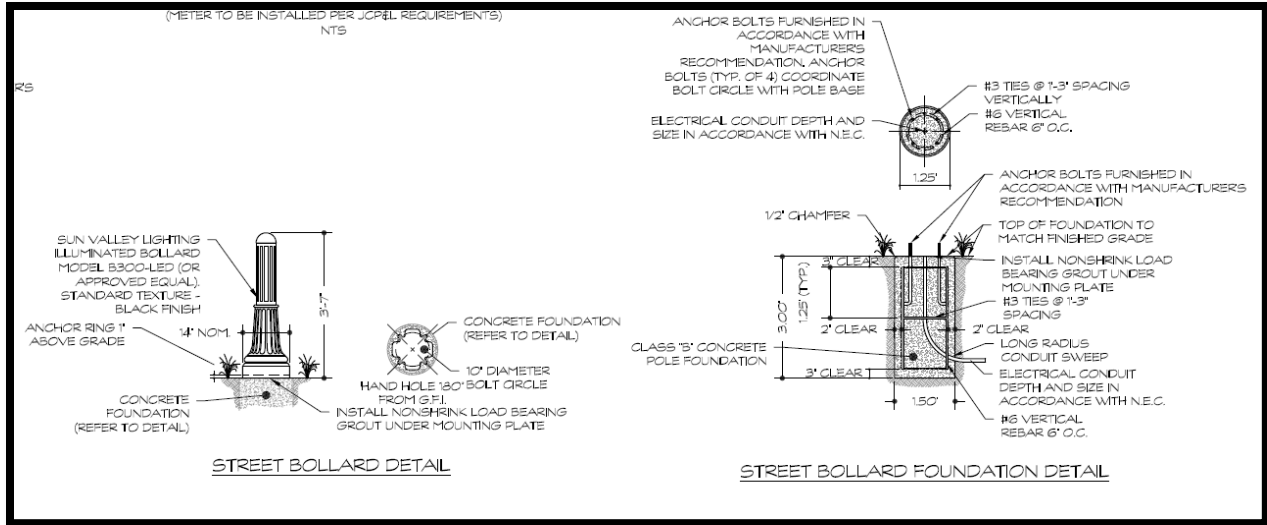 (METER TO BE INSTALLED PER JCP&L REQUIREMENTS)
NTS
RS
SUN VALLEY LIGHTING
ILLUMINATED BOLLARD
MODEL B300-LED (OR
APPROVED EQUAL).
STANDARD TEXTURE -
BLACK FINISH
ANCHOR RING 1"
ABOVE GRADE
14" NOM.
3'-7"
CONCRETE
FOUNDATION
(REFER TO DETAIL)
CONCRETE FOUNDATION
(REFER TO DETAIL)
10" DIAMETER
BOLT CIRCLE
HAND HOLE 180°
FROM G.F.I.
INSTALL NONSHRINK LOAD BEARING
GROUT UNDER MOUNTING PLATE
STREET BOLLARD DETAIL
ANCHOR BOLTS FURNISHED IN
ACCORDANCE WITH
MANUFACTURER'S
RECOMMENDATION. ANCHOR
BOLTS (TYP. OF 4) COORDINATE
BOLT CIRCLE WITH POLE BASE
ELECTRICAL CONDUIT DEPTH AND
SIZE IN ACCORDANCE WITH N.E.C.
#3 TIES @ 1'-3" SPACING
VERTICALLY
#6 VERTICAL
REBAR 6" O.C.
1.25'
ANCHOR BOLTS FURNISHED IN
ACCORDANCE WITH MANUFACTURER'S
RECOMMENDATION
1/2" CHAMFER
TOP OF FOUNDATION TO
MATCH FINISHED GRADE
3" CLEAR
INSTALL NONSHRINK LOAD
BEARING GROUT UNDER
MOUNTING PLATE
3.00'
1.25' (TYP.)
#3 TIES @ 1'-3"
SPACING
2" CLEAR
2" CLEAR
CLASS "B" CONCRETE
POLE FOUNDATION
LONG RADIUS
CONDUIT SWEEP
3" CLEAR
ELECTRICAL CONDUIT
DEPTH AND SIZE IN
ACCORDANCE WITH N.E.C.
1.50'
#6 VERTICAL
REBAR 6" O.C.
STREET BOLLARD FOUNDATION DETAIL